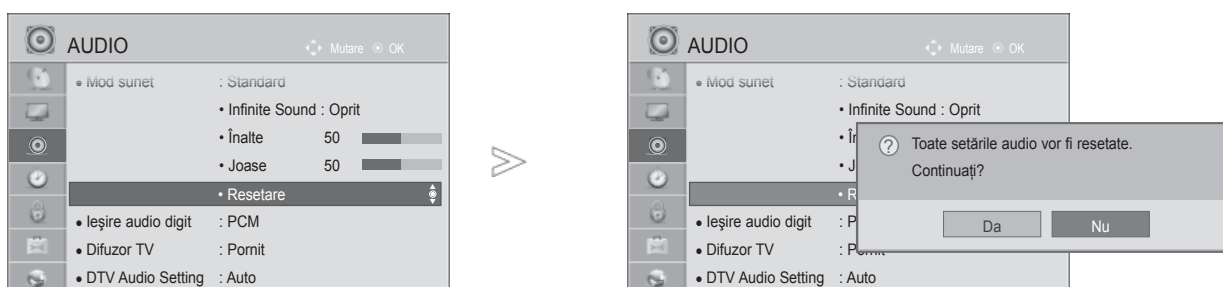 AUDIO
Mutare OK
• Mod sunet : Standard
• Infinite Sound : Oprit
• Înalte 50
• Joase 50
• Resetare
• Ieşire audio digit : PCM
• Difuzor TV : Pornit
• DTV Audio Setting : Auto
AUDIO
Mutare OK
• Mod sunet : Standard
• Infinite Sound : Oprit
Toate setările audio vor fi resetate.
Continuaţi?
Da Nu
• Ieşire audio digit
• Difuzor TV
• DTV Audio Setting : Auto